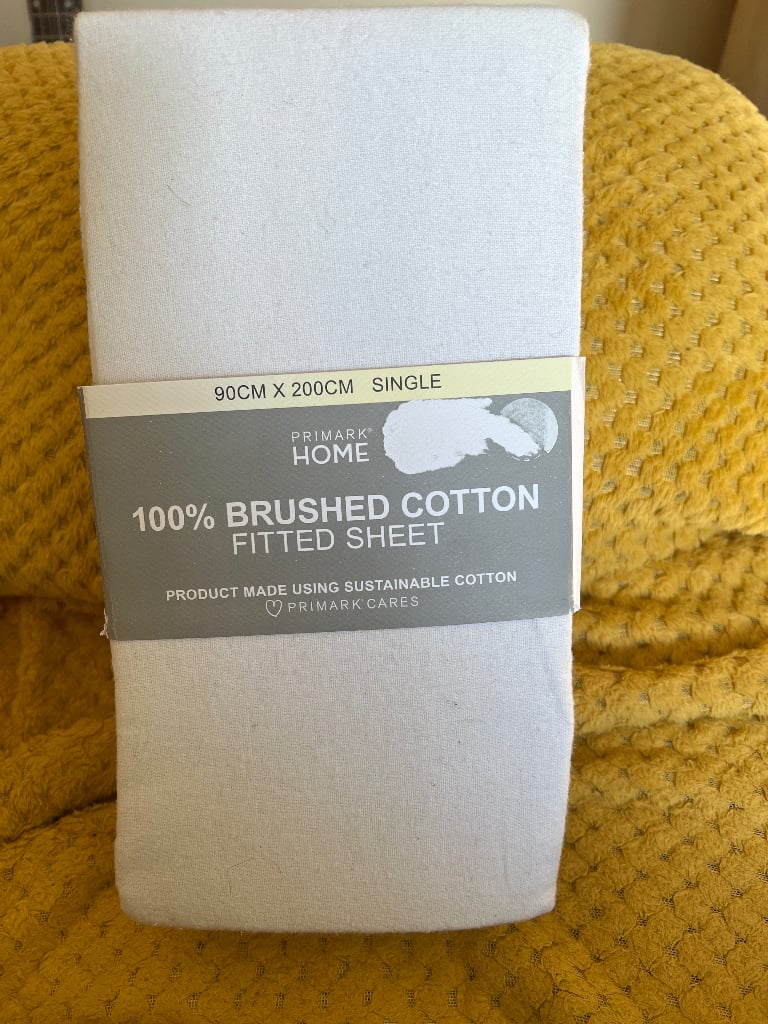 90CM X 200CM SINGLE
PRIMARK®
HOME
100% BRUSHED COTTON
FITTED SHEET
PRODUCT MADE USING SUSTAINABLE COTTON
PRIMARK® CARES